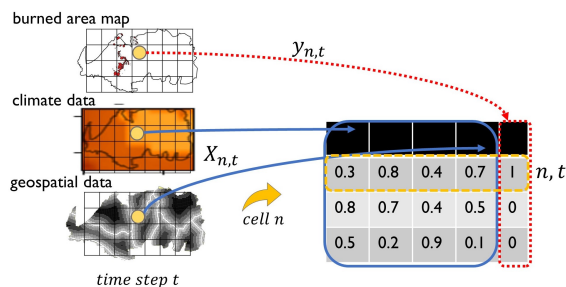 burned area map
y_{n,t}
climate data
X_{n,t}
geospatial data
0.3 0.8 0.4 0.7 1
n, t
cell n
0.8 0.7 0.4 0.5 0
0.5 0.2 0.9 0.1 0
time step t